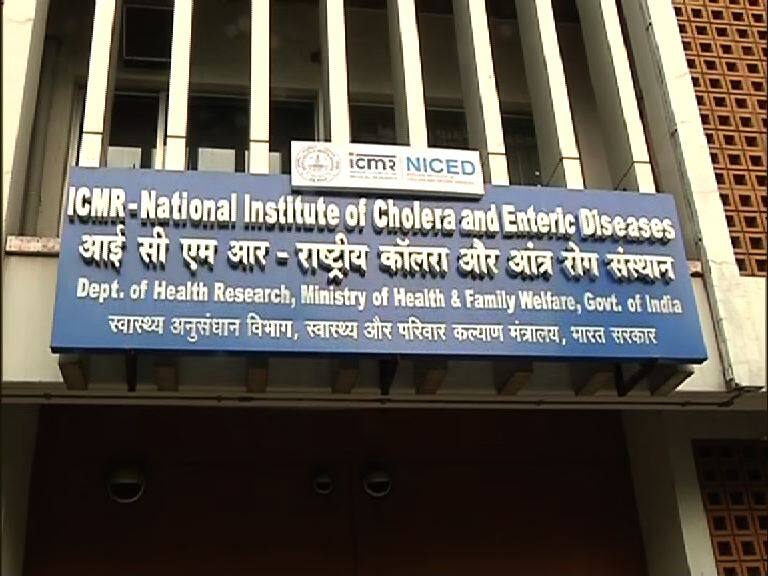 icmr NICED
ICMR - National Institute of Cholera and Enteric Diseases
आई सी एम आर - राष्ट्रीय कॉलरा और आंत्र रोग संस्थान
Dept. of Health Research, Ministry of Health & Family Welfare, Govt. of India
स्वास्थ्य अनुसंधान विभाग, स्वास्थ्य और परिवार कल्याण मंत्रालय, भारत सरकार